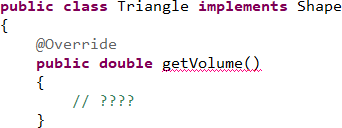 public class Triangle implements Shape
{
    @Override
    public double getVolume()
    {
        // ????
    }